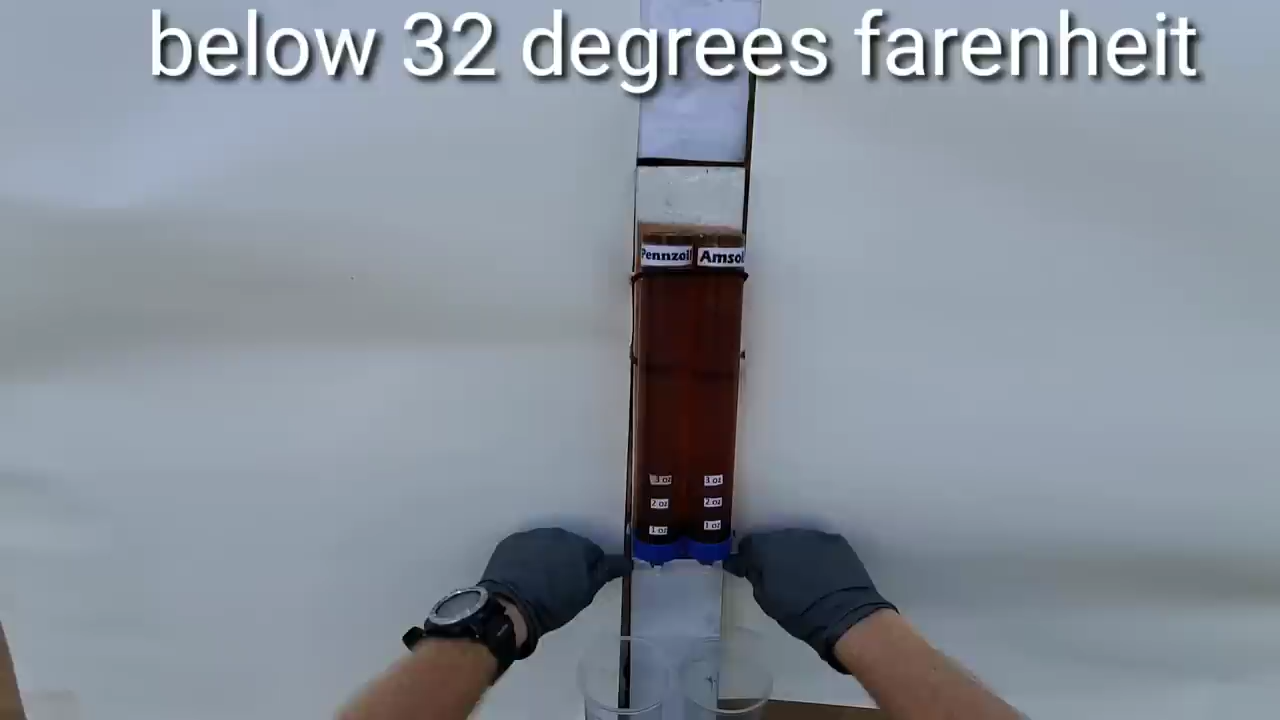 below 32 degrees farenheit
Pennzoil Amsoil
3 oz 3 oz
2 oz 2 oz
1 oz 1 oz